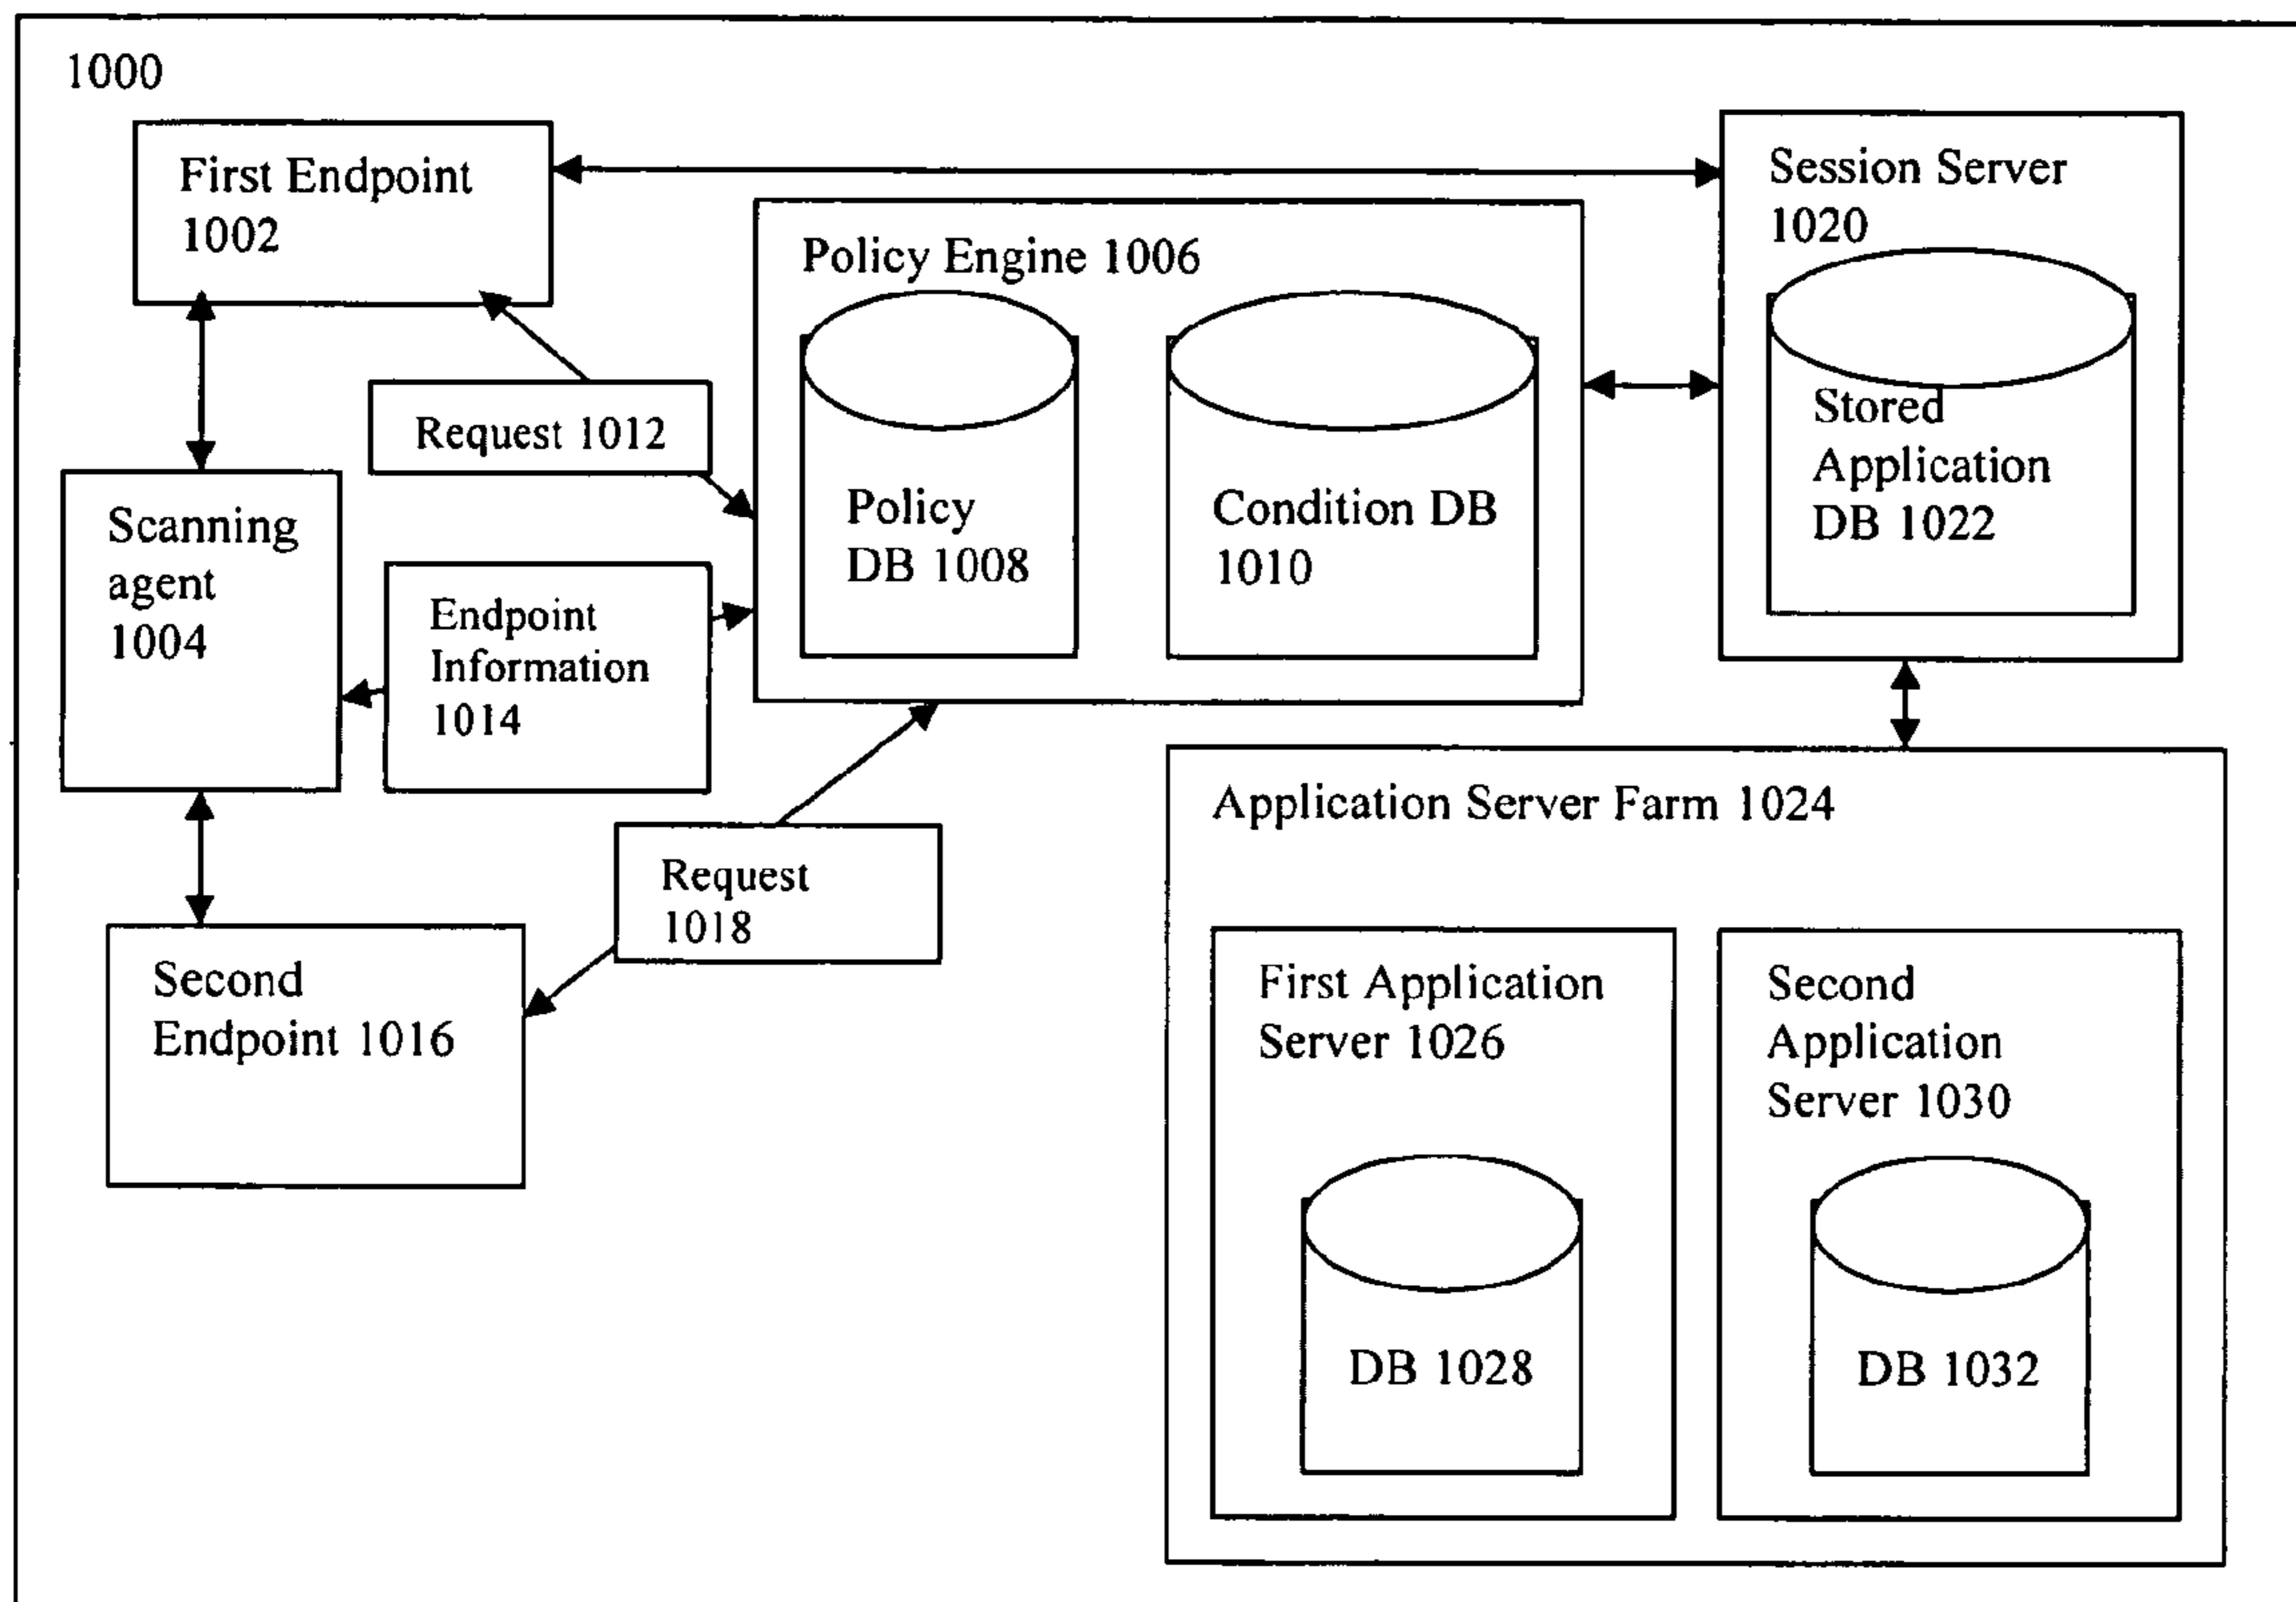 1000
First Endpoint
1002
Session Server
1020
Policy Engine 1006
Stored
Application
DB 1022
Request 1012
Policy
DB 1008
Condition DB
1010
Scanning
agent
1004
Endpoint
Information
1014
Application Server Farm 1024
Request
1018
Second
Endpoint 1016
First Application
Server 1026
Second
Application
Server 1030
DB 1028
DB 1032